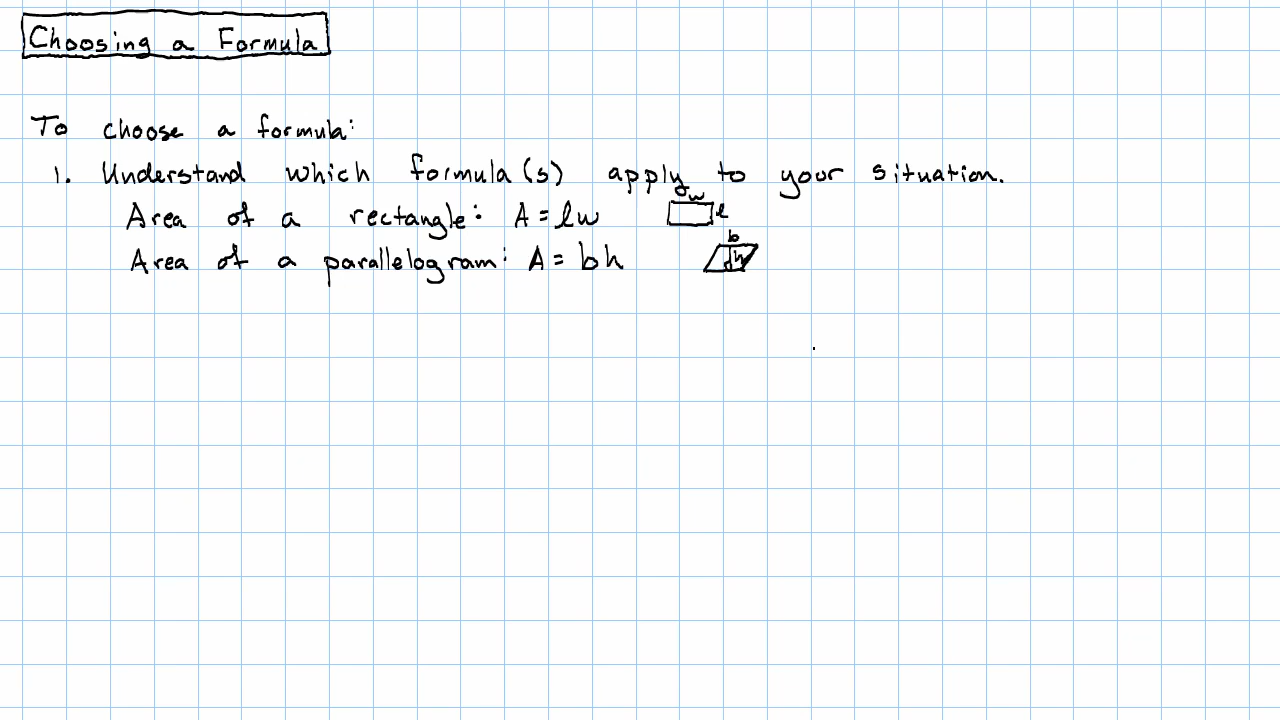 Choosing a Formula
To choose a formula:
1. Understand which formula(s) apply to your situation.
w
Area of a rectangle: A = lw l
b
Area of a parallelogram: A = bh h